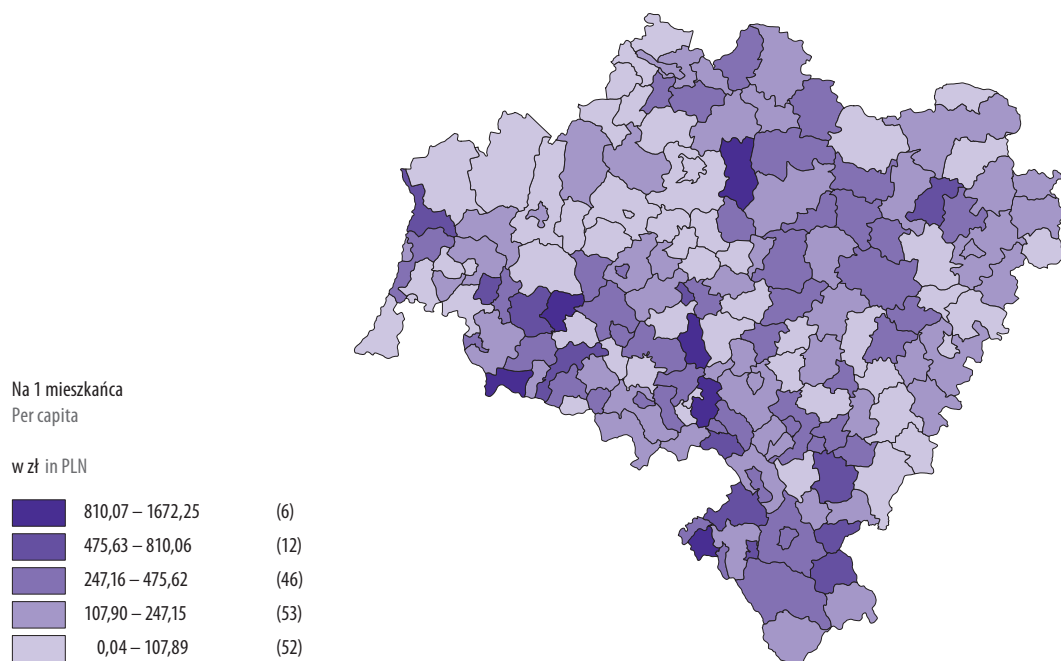 Na 1 mieszkańca
Per capita
w zł in PLN
810,07 – 1672,25 (6)
475,63 – 810,06 (12)
247,16 – 475,62 (46)
107,90 – 247,15 (53)
0,04 – 107,89 (52)